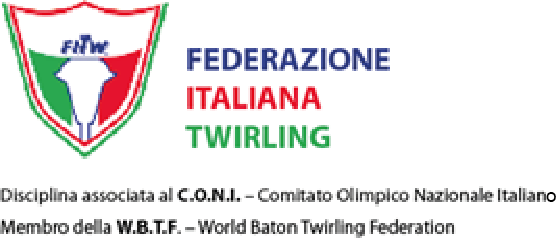 FITW
FEDERAZIONE
ITALIANA
TWIRLING
Disciplina associata al C.O.N.I. – Comitato Olimpico Nazionale Italiano
Membro della W.B.T.F. – World Baton Twirling Federation